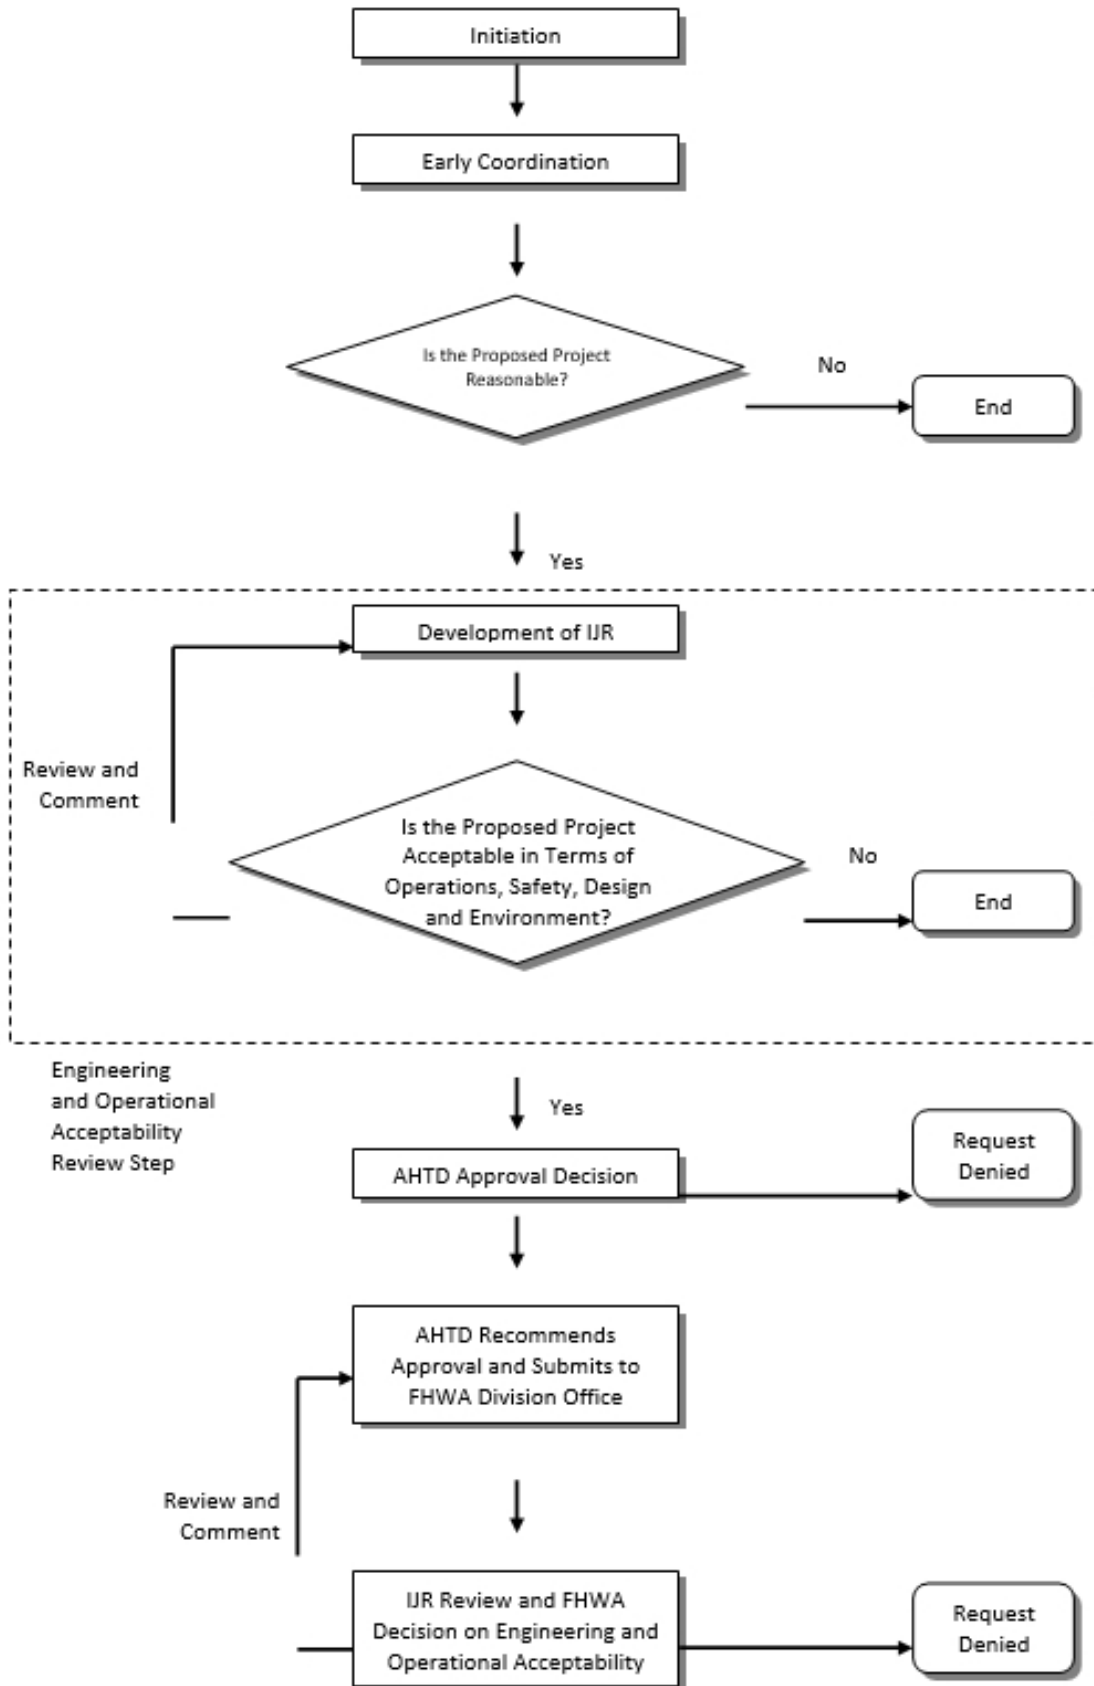 Initiation
Early Coordination
Is the Proposed Project
Reasonable?
No
End
Yes
Development of IJR
Review and
Comment
Is the Proposed Project
Acceptable in Terms of
Operations, Safety, Design
and Environment?
No
End
Engineering
and Operational
Acceptability
Review Step
Yes
AHTD Approval Decision
Request
Denied
AHTD Recommends
Approval and Submits to
FHWA Division Office
Review and
Comment
IJR Review and FHWA
Decision on Engineering and
Operational Acceptability
Request
Denied